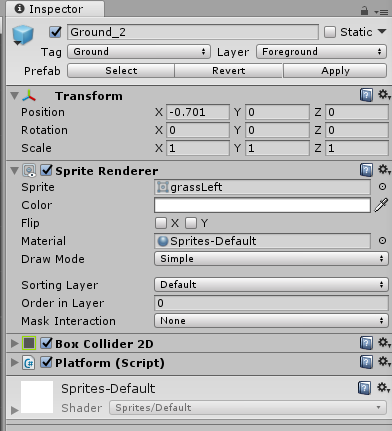 Inspector
Ground_2 Static
Tag Ground Layer Foreground
Prefab Select Revert Apply
Transform
Position X -0.701 Y 0 Z 0
Rotation X 0 Y 0 Z 0
Scale X 1 Y 1 Z 1
Sprite Renderer
Sprite grassLeft
Color
Flip X Y
Material Sprites-Default
Draw Mode Simple
Sorting Layer Default
Order in Layer 0
Mask Interaction None
Box Collider 2D
Platform (Script)
Sprites-Default
Shader Sprites/Default